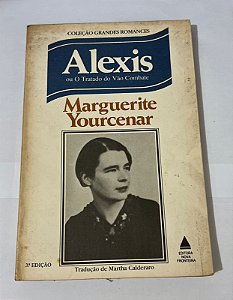 COLEÇÃO GRANDES ROMANCES
Alexis
ou O Tratado do Vão Combate
Marguerite
Yourcenar
3ª EDIÇÃO
EDITORA
NOVA
FRONTEIRA
Tradução de Martha Calderaro